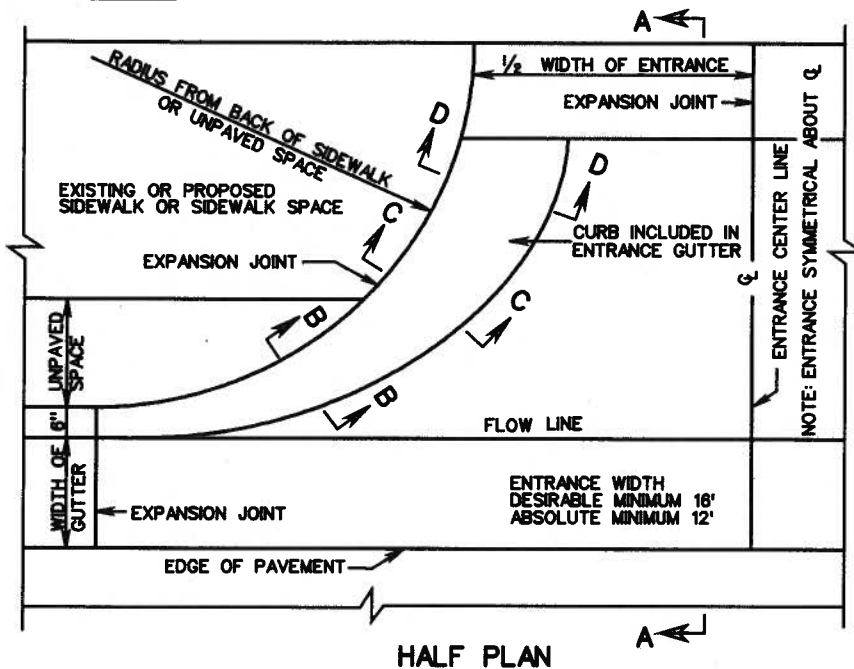 A
RADIUS FROM BACK OF SIDEWALK
OR UNPAVED SPACE
1/2 WIDTH OF ENTRANCE
EXPANSION JOINT
D
D
EXISTING OR PROPOSED
SIDEWALK OR SIDEWALK SPACE
C
CURB INCLUDED IN
ENTRANCE GUTTER
EXPANSION JOINT
℄
ENTRANCE CENTER LINE
NOTE: ENTRANCE SYMMETRICAL ABOUT ℄
B
C
UNPAVED
SPACE
B
6"
FLOW LINE
WIDTH OF
GUTTER
EXPANSION JOINT
ENTRANCE WIDTH
DESIRABLE MINIMUM 16'
ABSOLUTE MINIMUM 12'
EDGE OF PAVEMENT
A
HALF PLAN